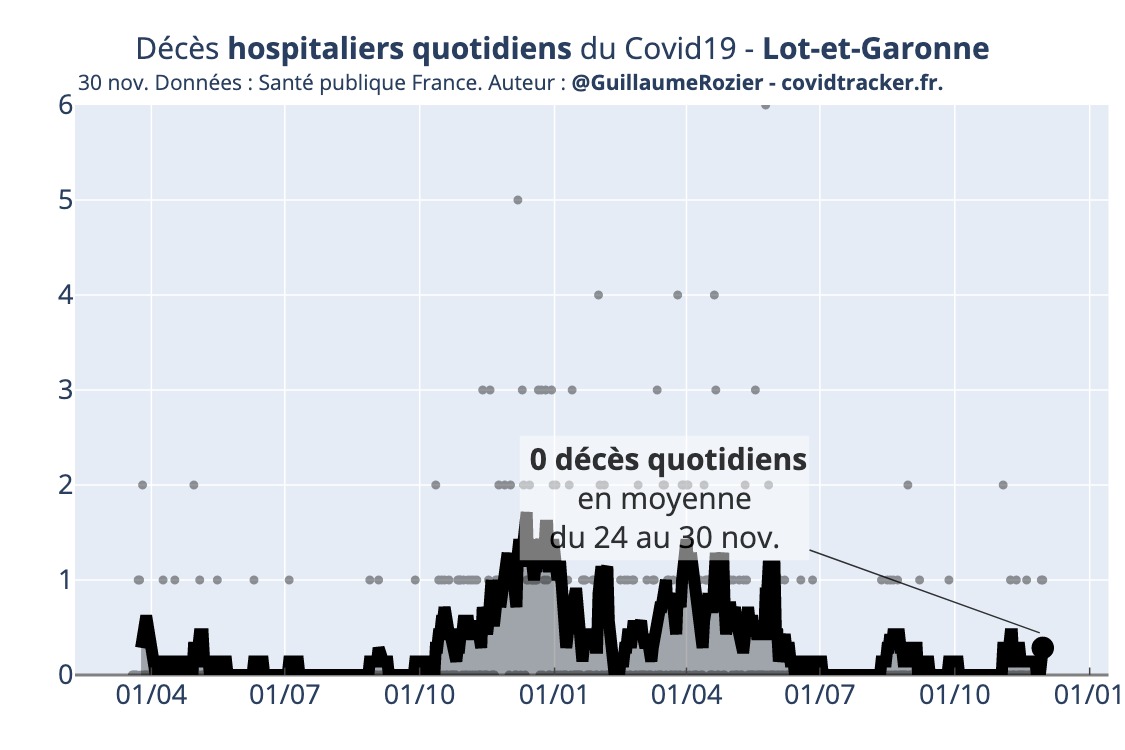 Décès hospitaliers quotidiens du Covid19 - Lot-et-Garonne
30 nov. Données : Santé publique France. Auteur : @GuillaumeRozier - covidtracker.fr.
6
5
4
3
2
1
0
0 décès quotidiens
en moyenne
du 24 au 30 nov.
01/04 01/07 01/10 01/01 01/04 01/07 01/10 01/01